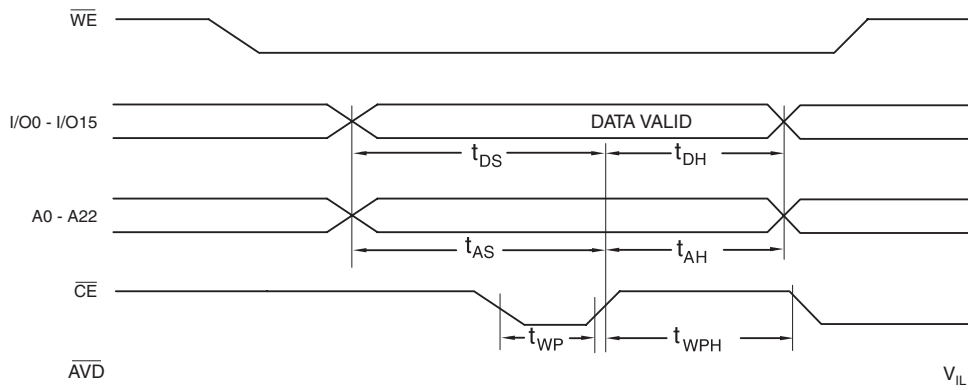 WE
I/O0 - I/O15
DATA VALID
tDS
tDH
A0 - A22
tAS
tAH
CE
tWP
tWPH
AVD
VIL